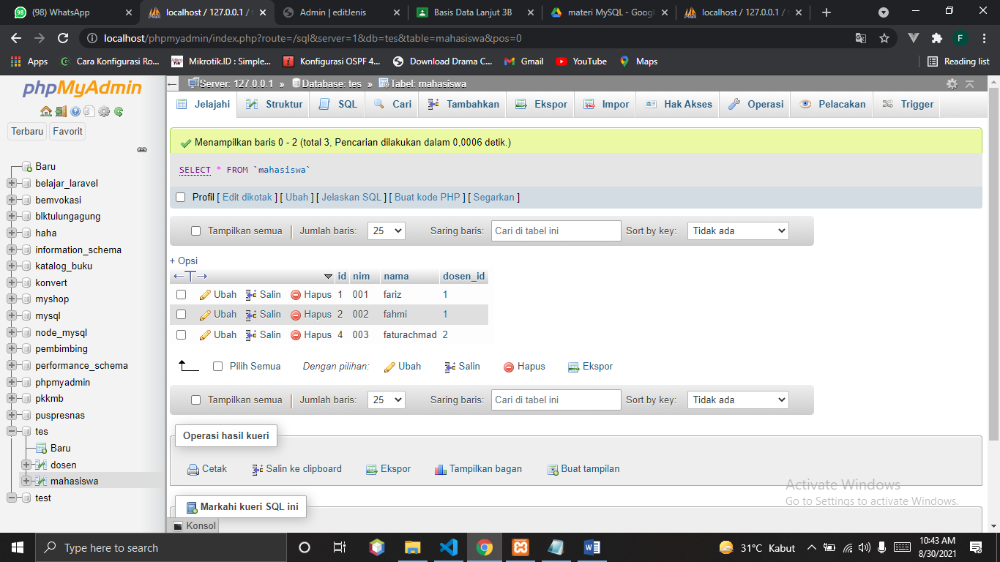 (98) WhatsApp
localhost / 127.0.0.1 / t
Admin | editJenis
Basis Data Lanjut 3B
materi MySQL - Googl
localhost / 127.0.0.1 / t
localhost/phpmyadmin/index.php?route=/sql&server=1&db=tes&table=mahasiswa&pos=0
F
Apps
Cara Konfigurasi Ro...
Mikrotik.ID : Simple...
Konfigurasi OSPF 4...
Download Drama C...
Gmail
YouTube
Maps
Reading list
phpMyAdmin
Terbaru
Favorit
Baru
belajar_laravel
bemvokasi
blktulungagung
haha
information_schema
katalog_buku
konvert
myshop
mysql
node_mysql
pembimbing
performance_schema
phpmyadmin
pkkmb
puspresnas
tes
Baru
dosen
mahasiswa
test
Server: 127.0.0.1 » Database: tes » Tabel: mahasiswa
Jelajahi Struktur SQL Cari Tambahkan Ekspor Impor Hak Akses Operasi Pelacakan Trigger
Menampilkan baris 0 - 2 (total 3, Pencarian dilakukan dalam 0,0006 detik.)
SELECT * FROM `mahasiswa`
Profil [ Edit dikotak ] [ Ubah ] [ Jelaskan SQL ] [ Buat kode PHP ] [ Segarkan ]
Tampilkan semua | Jumlah baris: 25 Saring baris: Cari di tabel ini Sort by key: Tidak ada
+ Opsi
←T→ id nim nama dosen_id
Ubah Salin Hapus 1 001 fariz 1
Ubah Salin Hapus 2 002 fahmi 1
Ubah Salin Hapus 4 003 faturachmad 2
Pilih Semua Dengan pilihan: Ubah Salin Hapus Ekspor
Tampilkan semua | Jumlah baris: 25 Saring baris: Cari di tabel ini Sort by key: Tidak ada
Operasi hasil kueri
Cetak Salin ke clipboard Ekspor Tampilkan bagan Buat tampilan
Markahi kueri SQL ini
Konsol
Activate Windows
Go to Settings to activate Windows.
Type here to search
31°C Kabut
10:43 AM
8/30/2021